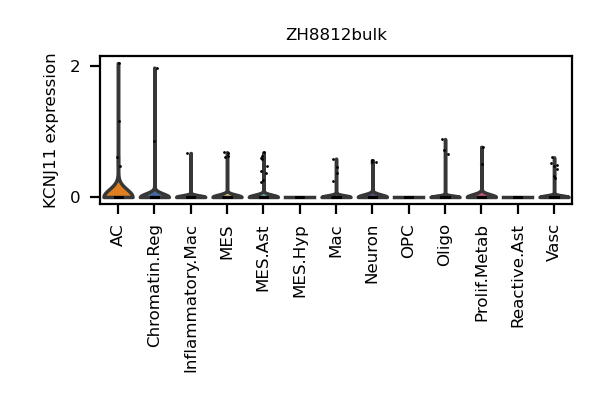 ZH8812bulk
KCNJ11 expression
2
0
AC
Chromatin.Reg
Inflammatory.Mac
MES
MES.Ast
MES.Hyp
Mac
Neuron
OPC
Oligo
Prolif.Metab
Reactive.Ast
Vasc